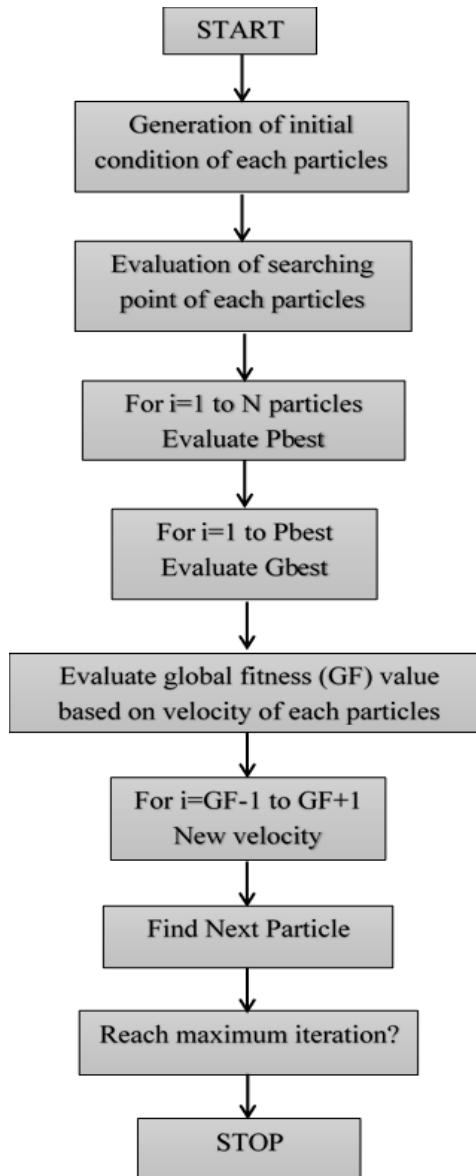 START
Generation of initial
condition of each particles
Evaluation of searching
point of each particles
For i=1 to N particles
Evaluate Pbest
For i=1 to Pbest
Evaluate Gbest
Evaluate global fitness (GF) value
based on velocity of each particles
For i=GF-1 to GF+1
New velocity
Find Next Particle
Reach maximum iteration?
STOP